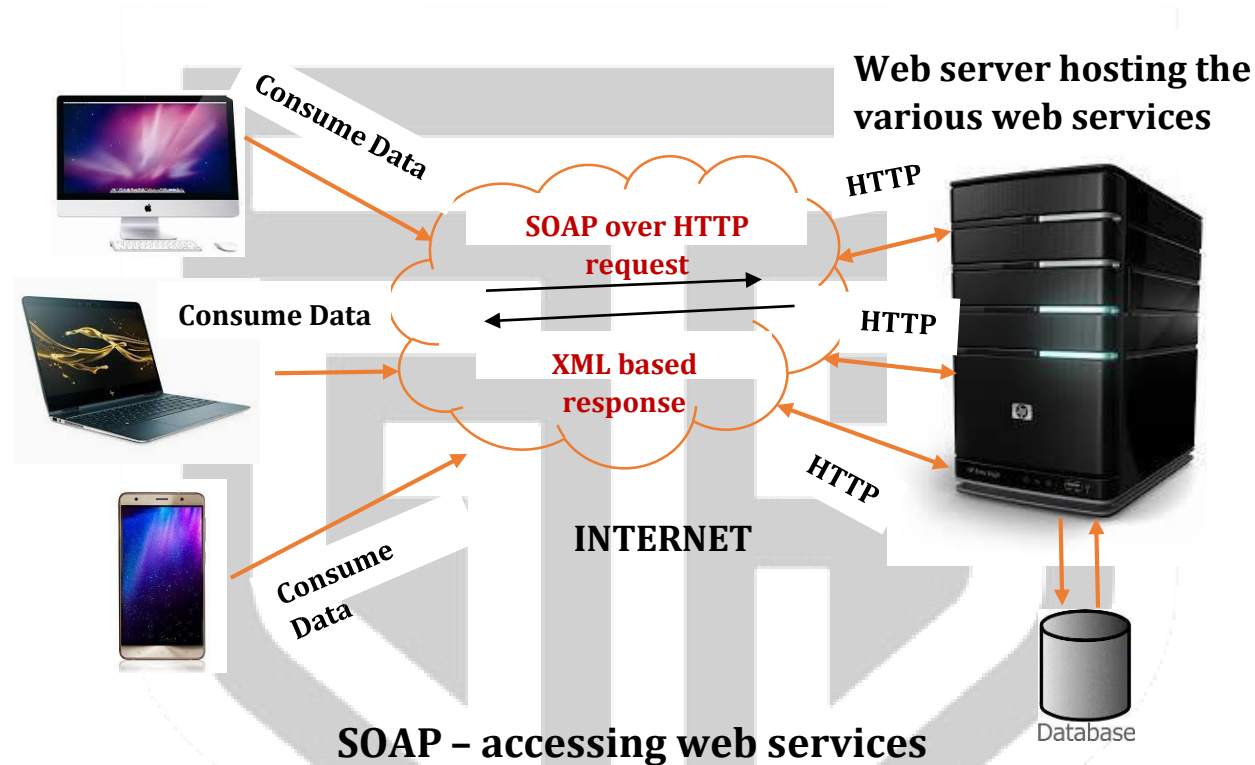 Web server hosting the
various web services
Consume Data
HTTP
SOAP over HTTP
request
Consume Data
HTTP
XML based
response
HTTP
Consume
Data
INTERNET
hp
Database
SOAP – accessing web services